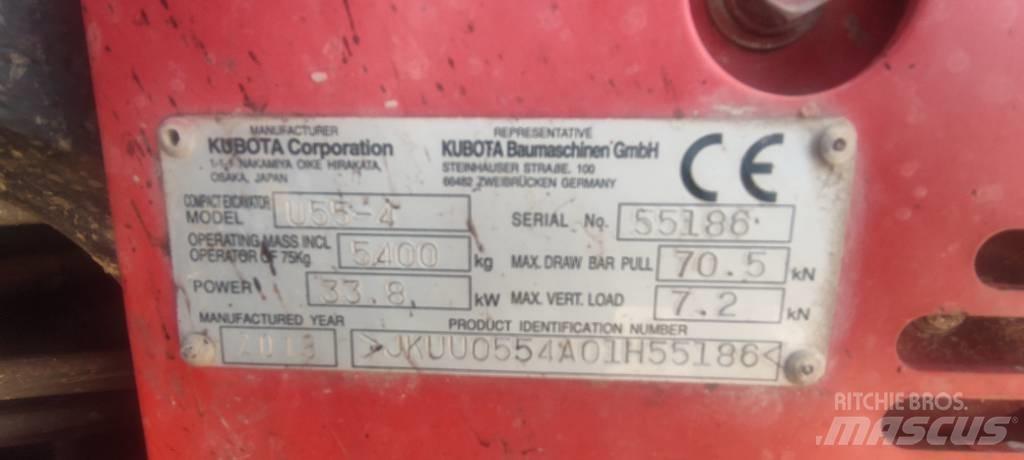 MANUFACTURER
KUBOTA Corporation
1-1-1 NAKAMIYA OIKE HIRAKATA,
OSAKA, JAPAN
REPRESENTATIVE
KUBOTA Baumaschinen GmbH
STEINHÄUSER STRAßE. 100
66482 ZWEIBRÜCKEN GERMANY
CE
COMPACT EXCAVATOR
MODEL U55-4
SERIAL No. 55186
OPERATING MASS INCL
OPERATOR OF 75Kg 5400 kg
MAX. DRAW BAR PULL 70.5 kN
POWER 33.8 kW
MAX. VERT. LOAD 7.2 kN
MANUFACTURED YEAR
PRODUCT IDENTIFICATION NUMBER
>JKUU0554A01H55186<
RITCHIE BROS.
MASCUS